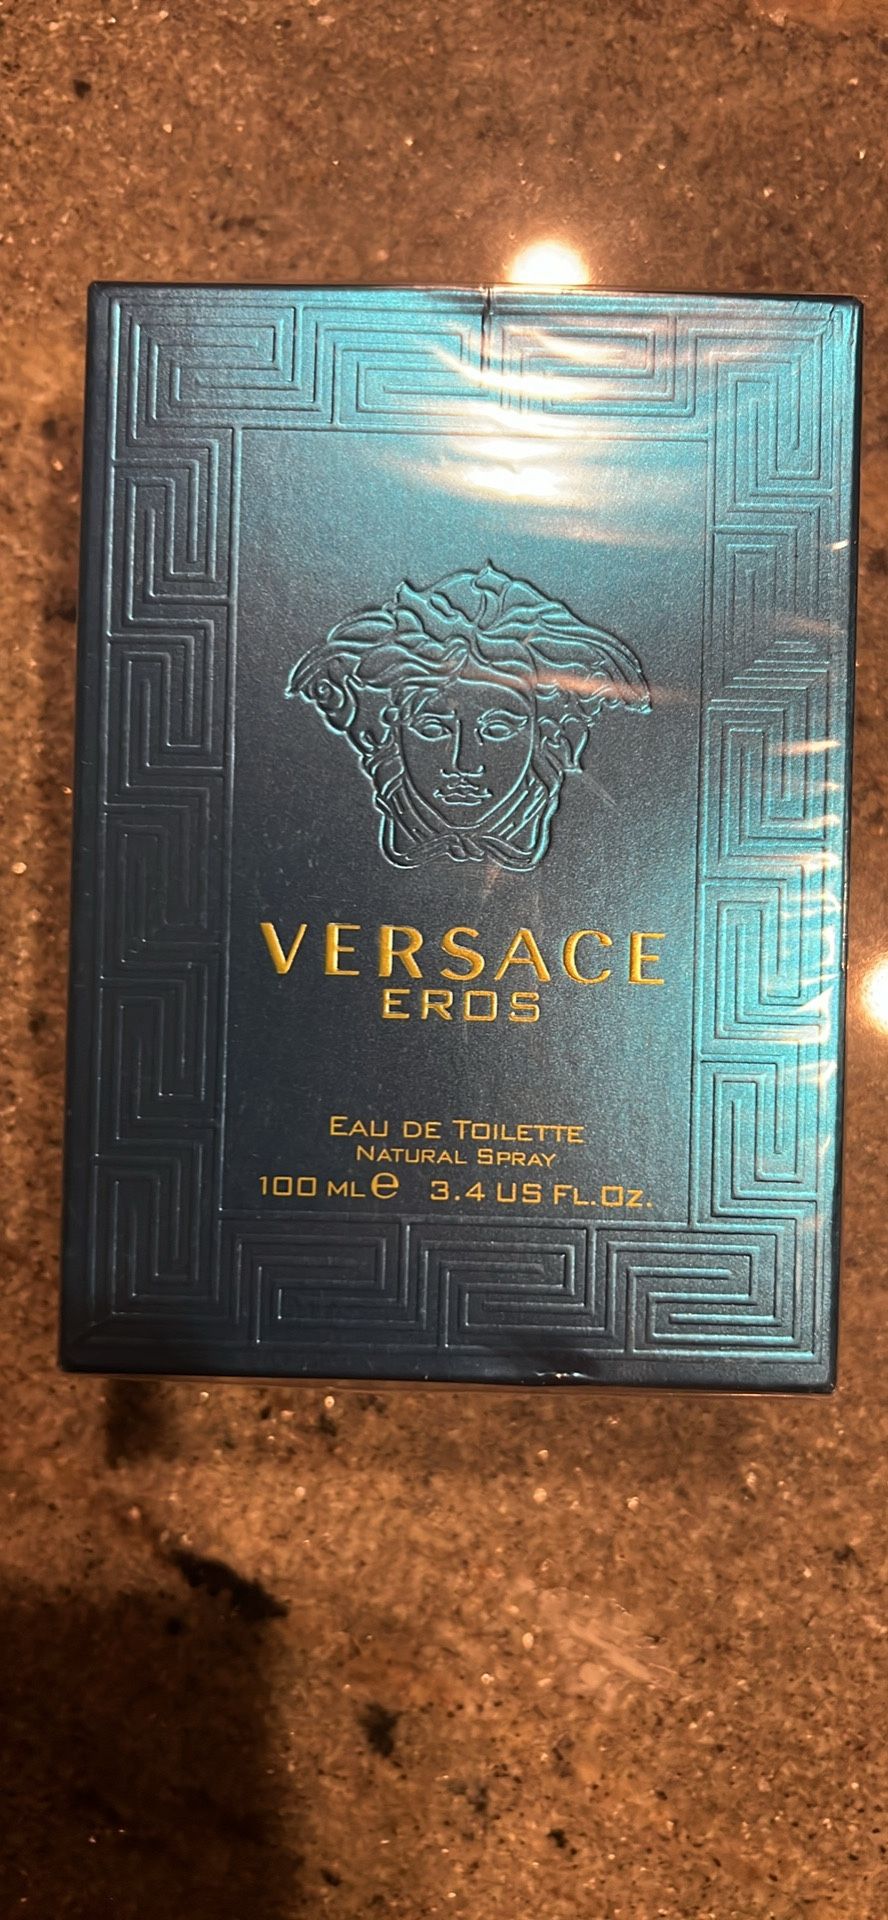 VERSACE
EROS
EAU DE TOILETTE
NATURAL SPRAY
100 ML ℮ 3.4 US FL.OZ.